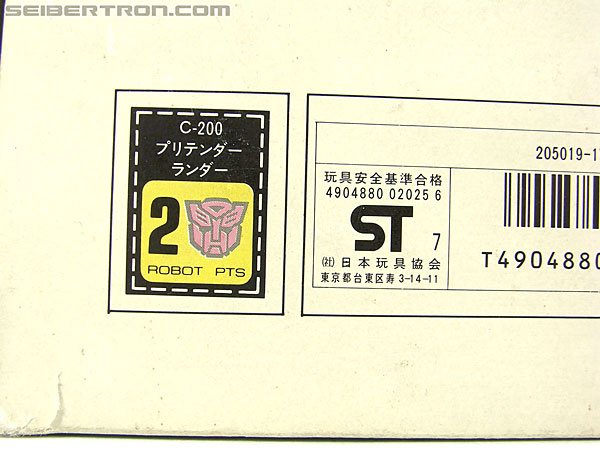 SEIBERTRON.COM
C-200
プリテンダー
ランダー
2
ROBOT PTS
205019-1
玩具安全基準合格
4904880 02025 6
ST 7
(社)日本玩具協会
東京都台東区寿 3-14-11
T4904880